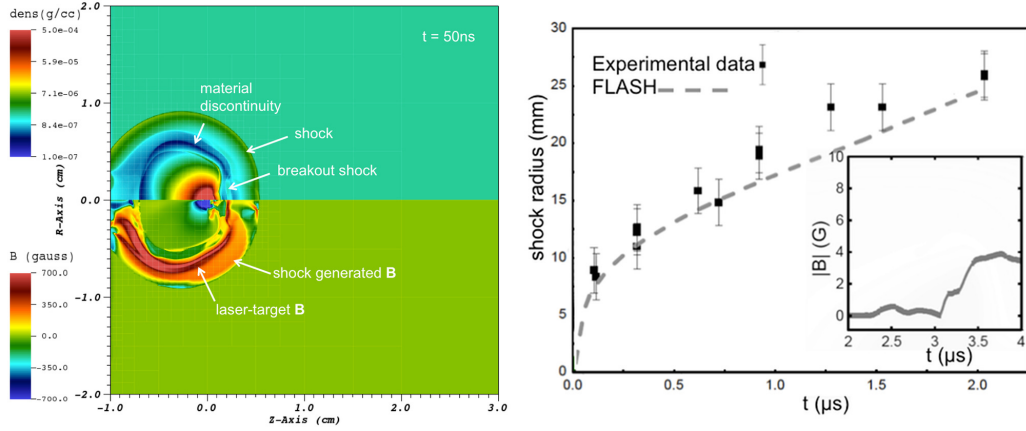 dens(g/cc)
5.0e-04
5.9e-05
7.1e-06
8.4e-07
1.0e-07
B (gauss)
700.0
350.0
0.0
-350.0
-700.0
R-Axis (cm)
2.0
1.0
0.0
-1.0
-2.0
t = 50ns
material
discontinuity
shock
breakout shock
shock generated B
laser-target B
-1.0 0.0 1.0 2.0 3.0
Z-Axis (cm)
shock radius (mm)
30
25
20
15
10
5
0
Experimental data
FLASH
|B| (G)
10
8
6
4
2
0
2 3 3 4
t (µs)
0.0 0.5 1.0 1.5 2.0
t (µs)